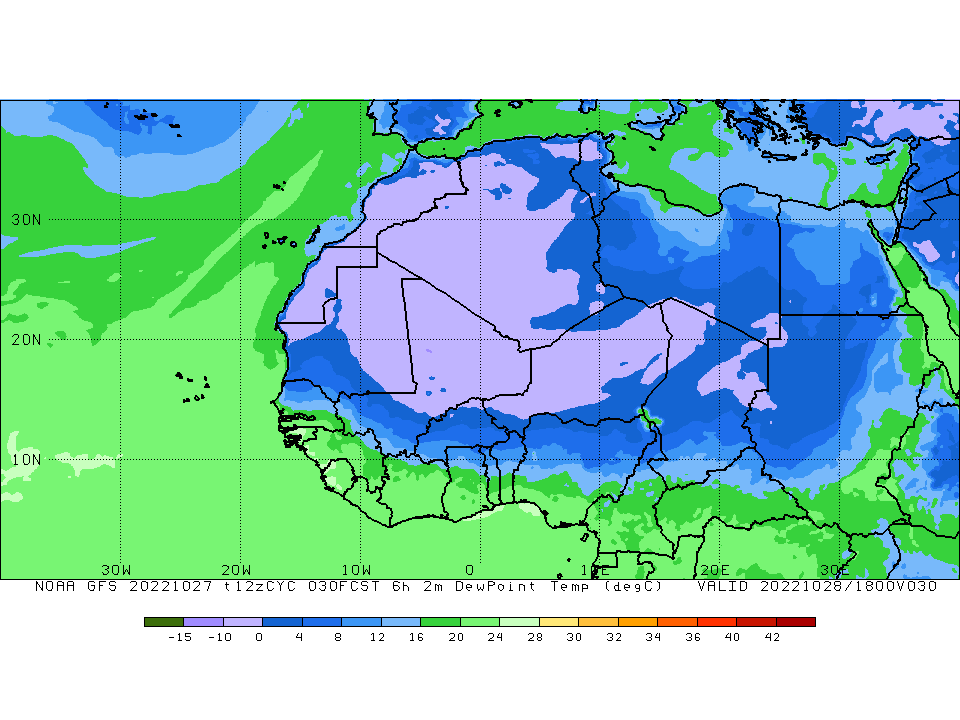 30N
20N
10N
30W 20W 10W 0 10E 20E 30E
NOAA GFS 20221027 t12zCYC 030FCST 6h 2m DewPoint Temp (degC) VALID 20221028/1800V030
-15 -10 0 4 8 12 16 20 24 28 30 32 34 36 40 42